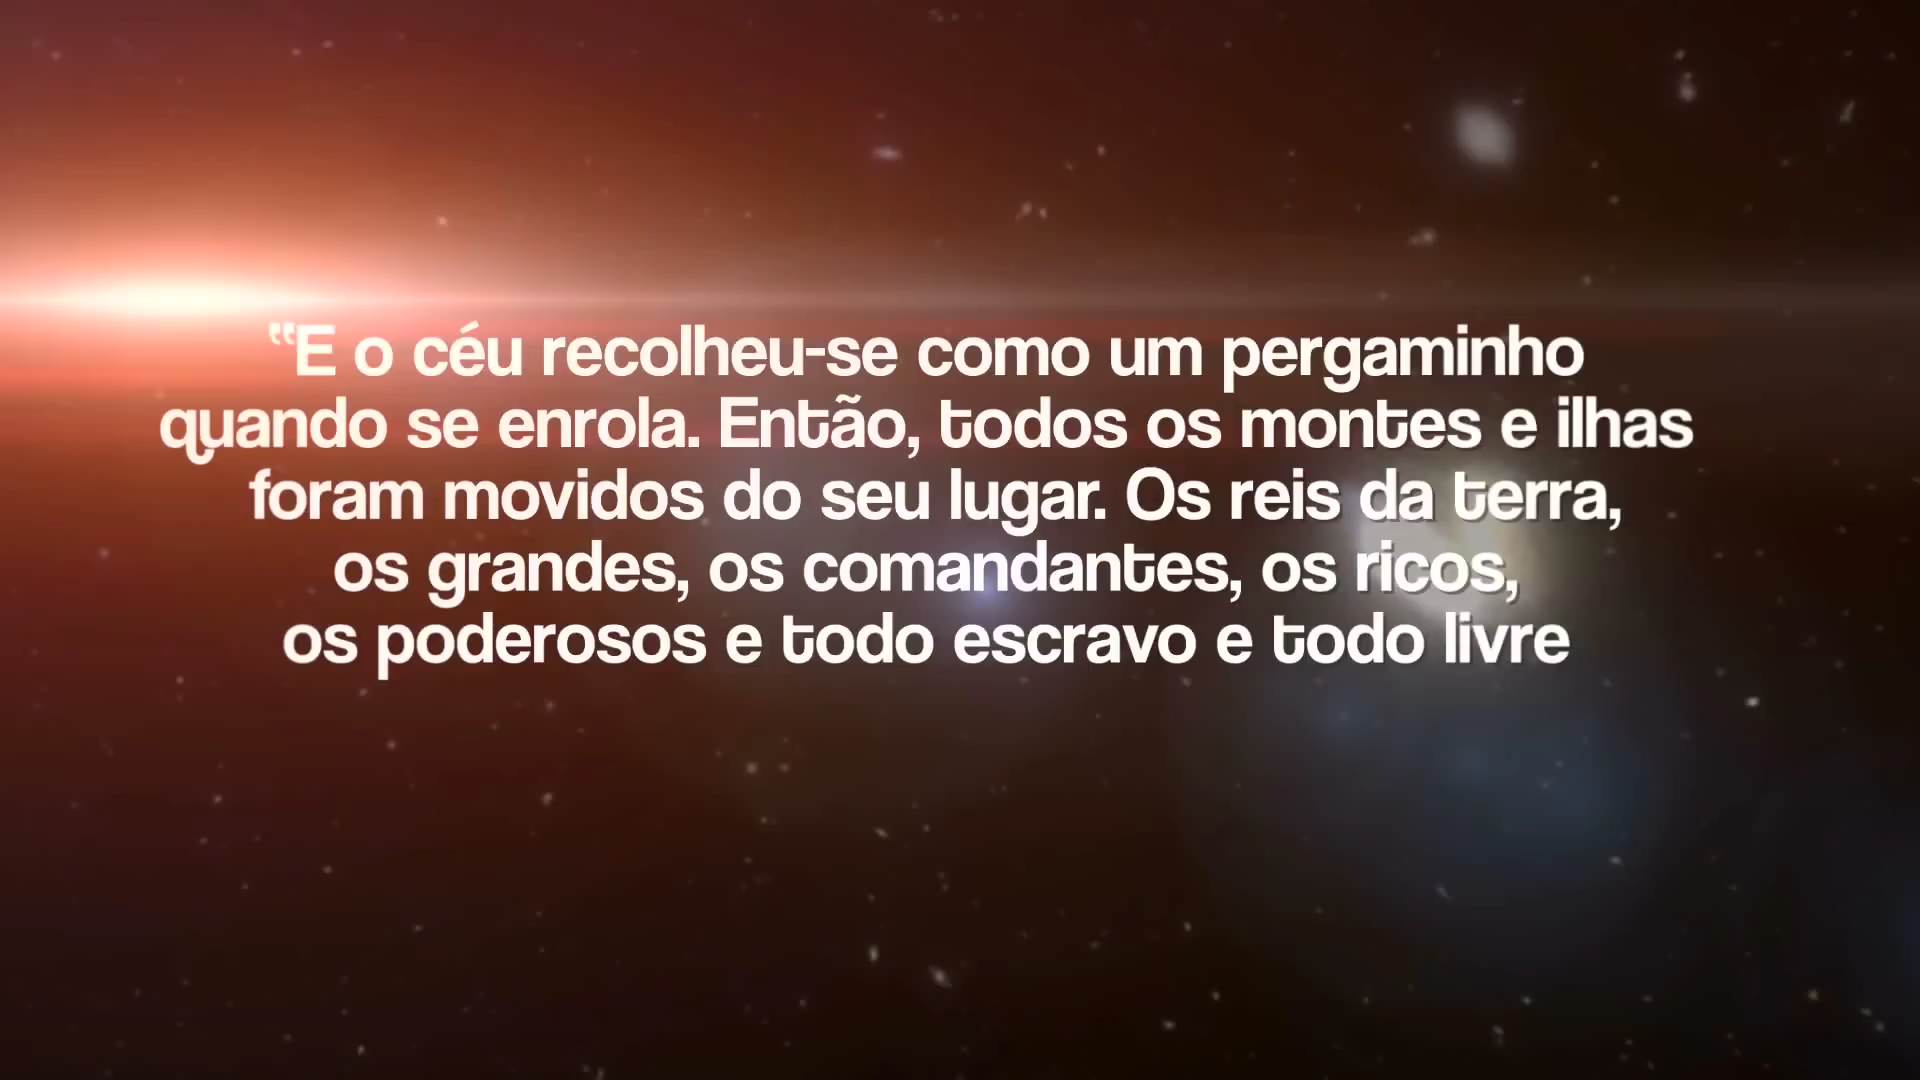 “E o céu recolheu-se como um pergaminho
quando se enrola. Então, todos os montes e ilhas
foram movidos do seu lugar. Os reis da terra,
os grandes, os comandantes, os ricos,
os poderosos e todo escravo e todo livre